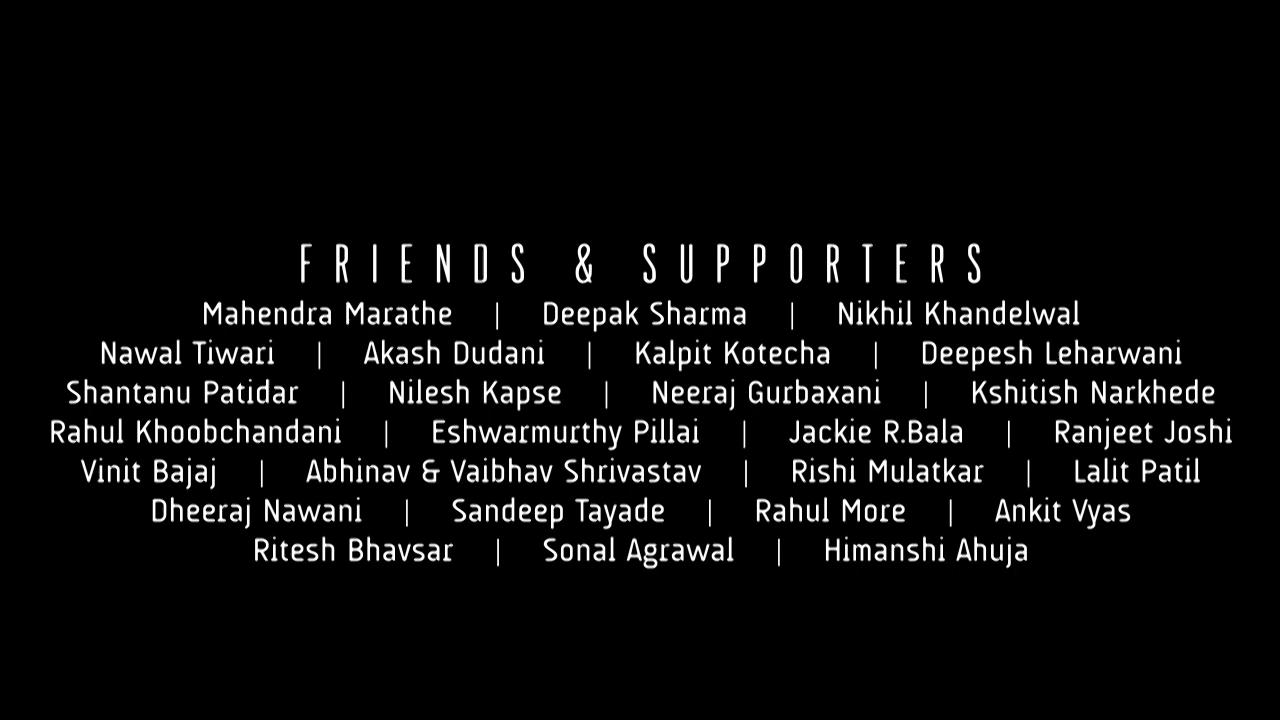 FRIENDS & SUPPORTERS
Mahendra Marathe | Deepak Sharma | Nikhil Khandelwal
Nawal Tiwari | Akash Dudani | Kalpit Kotecha | Deepesh Leharwani
Shantanu Patidar | Nilesh Kapse | Neeraj Gurbaxani | Kshitish Narkhede
Rahul Khoobchandani | Eshwarmurthy Pillai | Jackie R.Bala | Ranjeet Joshi
Vinit Bajaj | Abhinav & Vaibhav Shrivastav | Rishi Mulatkar | Lalit Patil
Dheeraj Nawani | Sandeep Tayade | Rahul More | Ankit Vyas
Ritesh Bhavsar | Sonal Agrawal | Himanshi Ahuja